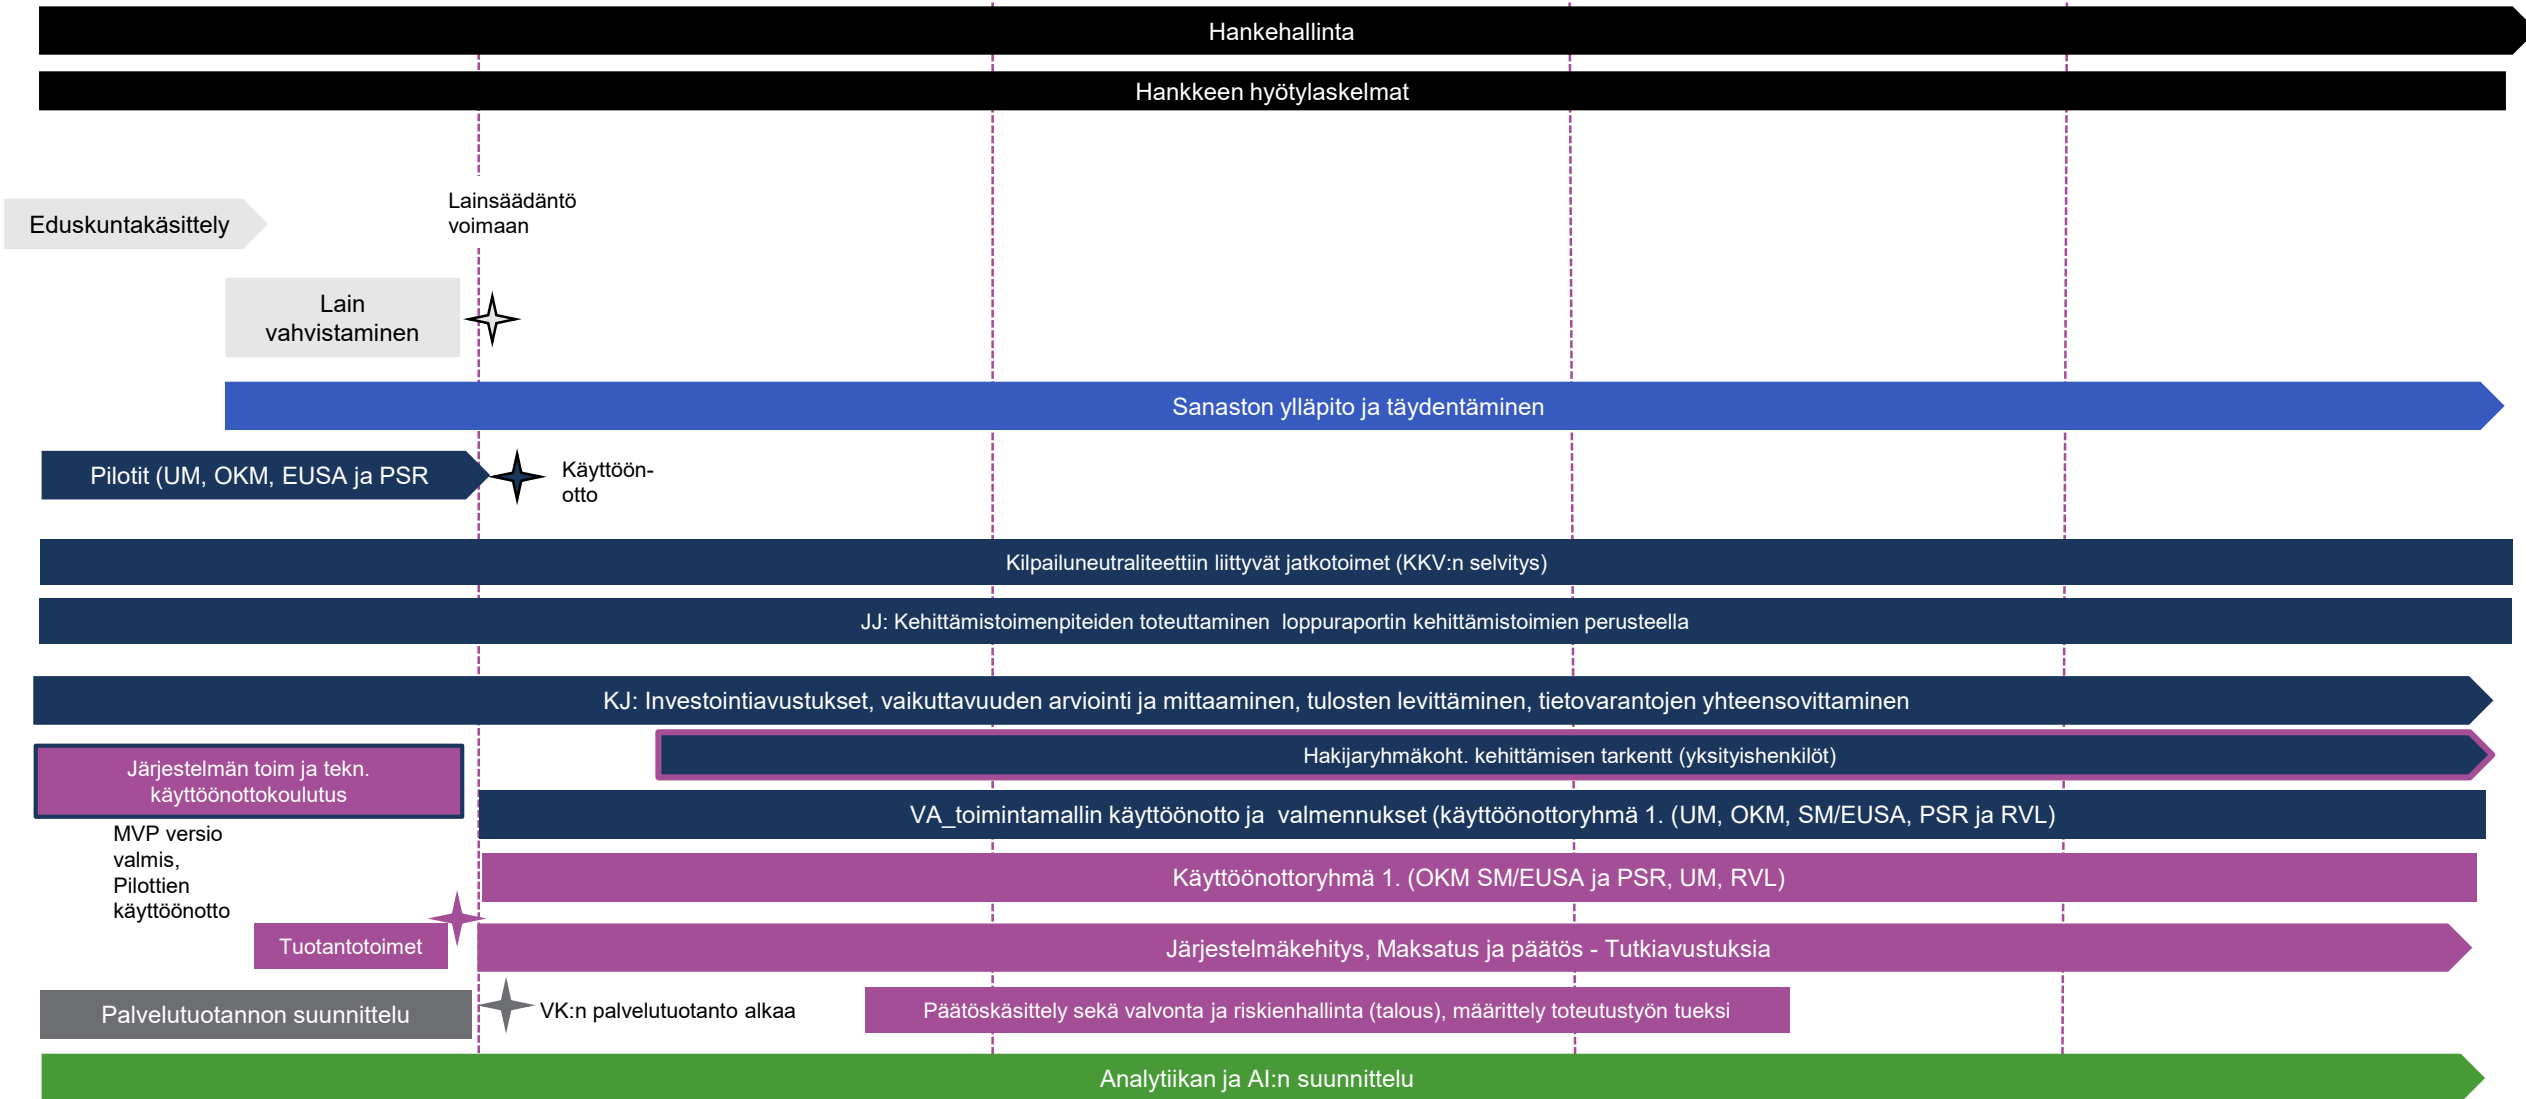 Hankehallinta
Hankkeen hyötylaskelmat
Lainsäädäntö
voimaan
Eduskuntakäsittely
Lain
vahvistaminen
Sanaston ylläpito ja täydentäminen
Pilotit (UM, OKM, EUSA ja PSR
Käyttöön-
otto
Kilpailuneutraliteettiin liittyvät jatkotoimet (KKV:n selvitys)
JJ: Kehittämistoimenpiteiden toteuttaminen  loppuraportin kehittämistoimien perusteella
KJ: Investointiavustukset, vaikuttavuuden arviointi ja mittaaminen, tulosten levittäminen, tietovarantojen yhteensovittaminen
Hakijaryhmäkoht. kehittämisen tarkentt (yksityishenkilöt)
Järjestelmän toim ja tekn.
käyttöönottokoulutus
VA_toimintamallin käyttöönotto ja  valmennukset (käyttöönottoryhmä 1. (UM, OKM, SM/EUSA, PSR ja RVL)
MVP versio
valmis,
Pilottien
käyttöönotto
Käyttöönottoryhmä 1. (OKM SM/EUSA ja PSR, UM, RVL)
Tuotantotoimet
Järjestelmäkehitys, Maksatus ja päätös - Tutkiavustuksia
Palvelutuotannon suunnittelu
VK:n palvelutuotanto alkaa
Päätöskäsittely sekä valvonta ja riskienhallinta (talous), määrittely toteutustyön tueksi
Analytiikan ja AI:n suunnittelu